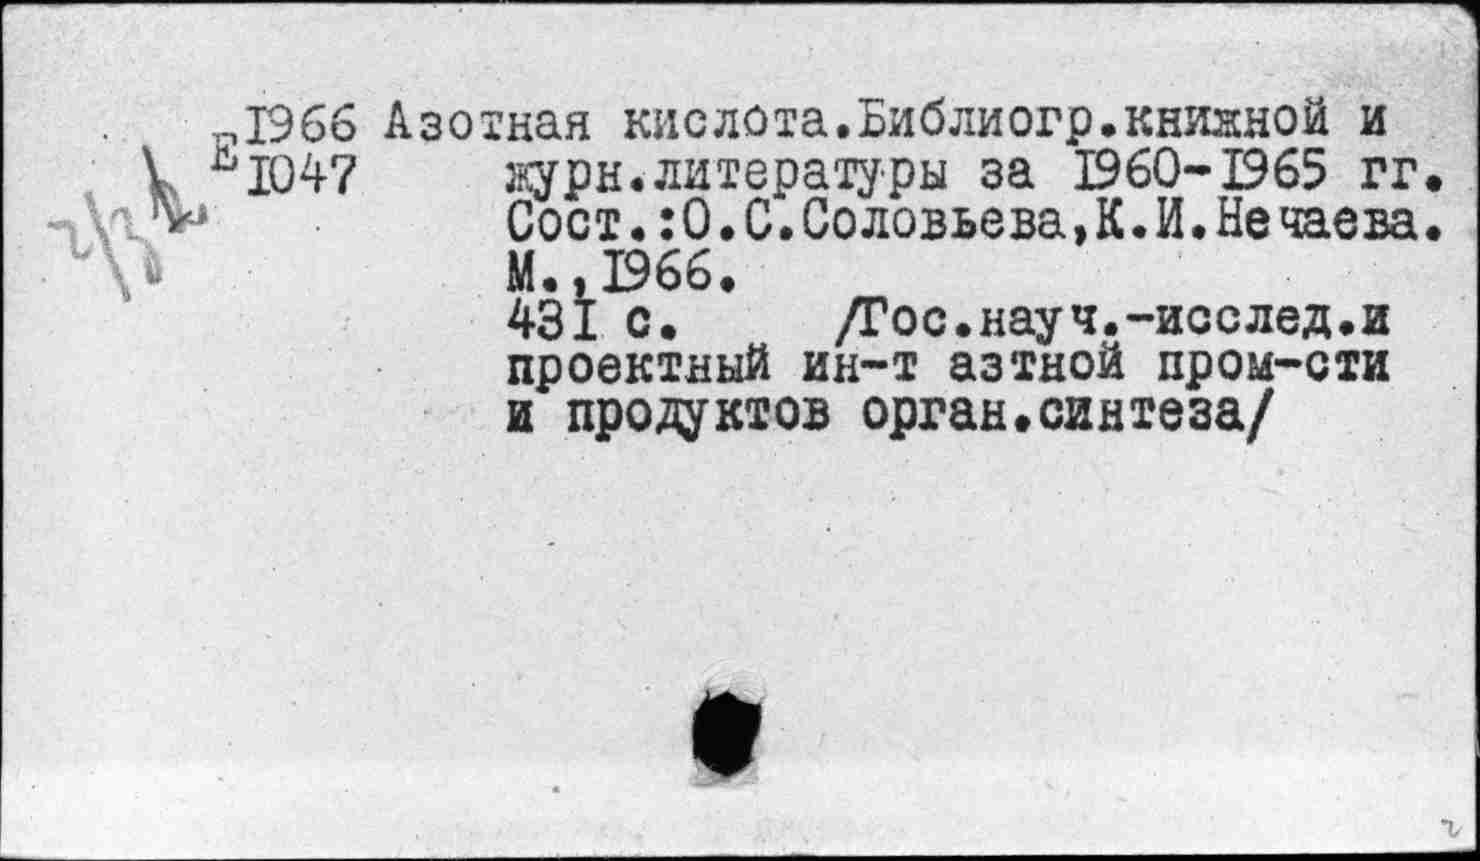 1966 Азотная кислота.Библиогр.книжной и
Е1047 журн.литературы за 1960-1965 гг.
Сост.:О.С.Соловьева,К.И.Нечаева.
М.,1966.
431 с. /Гос.науч.-исслед.и
проектный ин-т азтной пром-сти
и продуктов орган.синтеза/